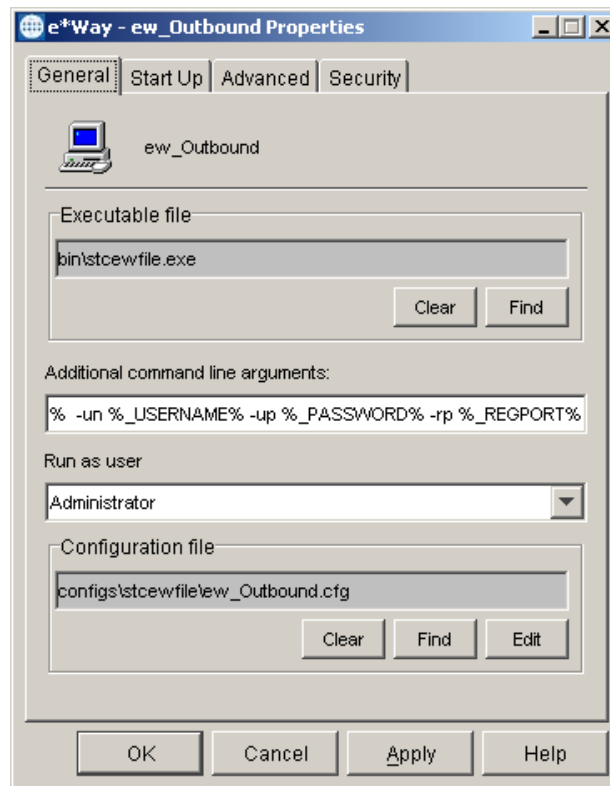 e*Way - ew_Outbound Properties
General Start Up Advanced Security
ew_Outbound
Executable file
bin\stcewfile.exe
Clear Find
Additional command line arguments:
% -un %_USERNAME% -up %_PASSWORD% -rp %_REGPORT%
Run as user
Administrator
Configuration file
configs\stcewfile\ew_Outbound.cfg
Clear Find Edit
OK Cancel Apply Help